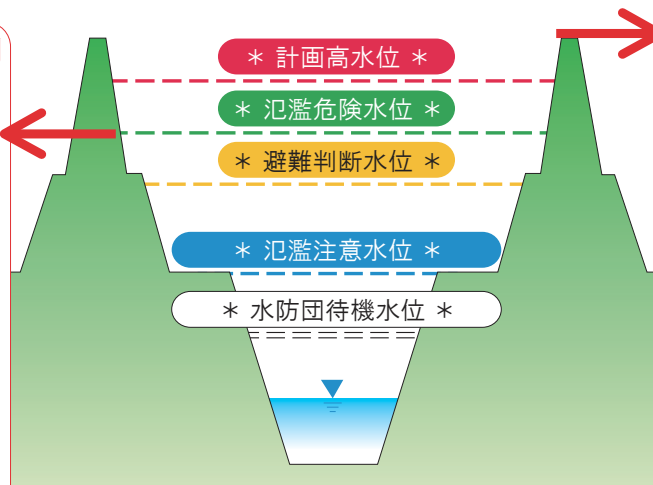 ＊ 計画高水位 ＊
＊ 氾濫危険水位 ＊
＊ 避難判断水位 ＊
＊ 氾濫注意水位 ＊
＊ 水防団待機水位 ＊